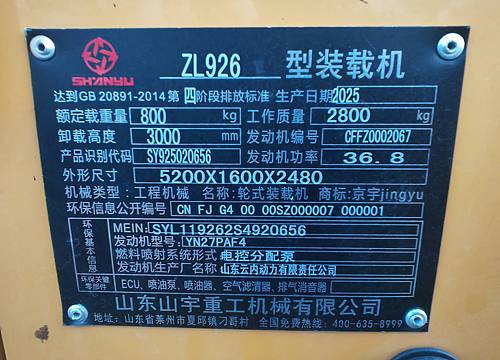 SHANYU
ZL926 型装载机
达到GB 20891-2014第四阶段排放标准 生产日期2025
额定载重量 800 kg 工作质量 2800 kg
卸载高度 3000 mm 发动机编号 CFFZ0002067
产品识别代码 SY925020656 发动机功率 36.8
外形尺寸 5200X1600X2480
机械类型:工程机械 名称:轮式装载机 商标:京宇jingyu
环保信息公开编号 CN FJ G4 00 00SZ000007 000001
环保基本信息
MEIN:SYL119262S4920656
发动机型号:YN27PAF4
燃料喷射系统形式 电控分配泵
发动机生产厂名称 山东云内动力有限责任公司
环保关键零部件 ECU、喷油泵、喷油器、空气滤清器、排气消音器
山东山宇重工机械有限公司
地址:山东省莱州市夏邱镇刁哥村 全国免费热线:400-635-8999